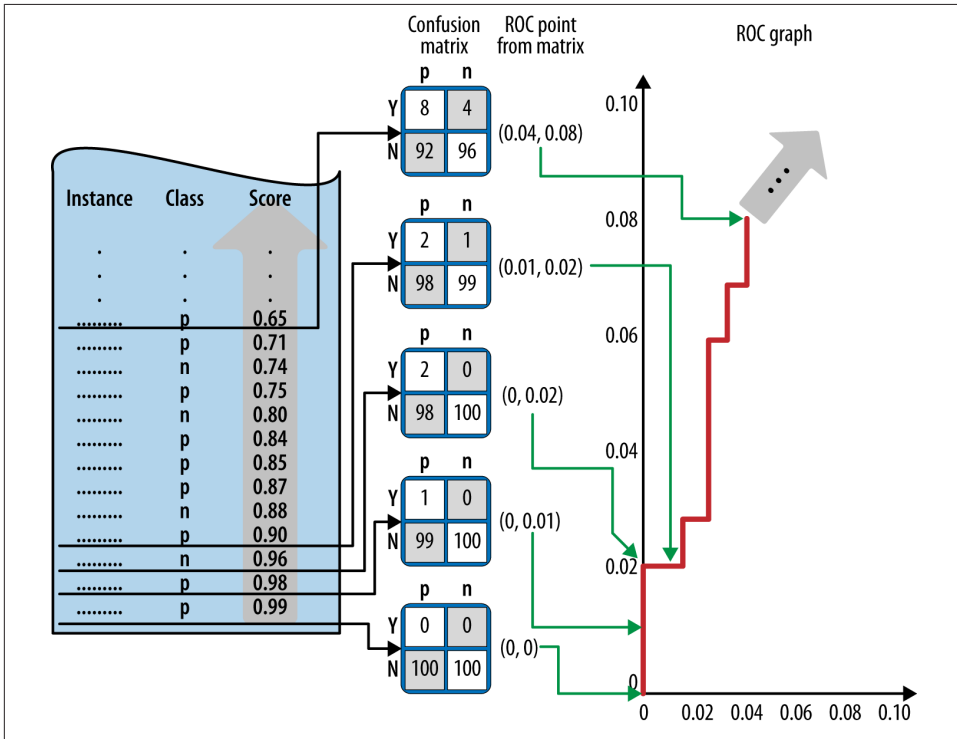 Confusion matrix
ROC point from matrix
ROC graph
p n
Y 8 4
N 92 96
(0.04, 0.08)
p n
Y 2 1
N 98 99
(0.01, 0.02)
p n
Y 2 0
N 98 100
(0, 0.02)
p n
Y 1 0
N 99 100
(0, 0.01)
p n
Y 0 0
N 100 100
(0, 0)
Instance Class Score
. . .
. . .
. . .
......... p 0.65
......... p 0.71
......... n 0.74
......... p 0.75
......... n 0.80
......... p 0.84
......... p 0.85
......... p 0.87
......... n 0.88
......... p 0.90
......... n 0.96
......... p 0.98
......... p 0.99
0.10
0.08
0.06
0.04
0.02
0
0 0.02 0.04 0.06 0.08 0.10
...